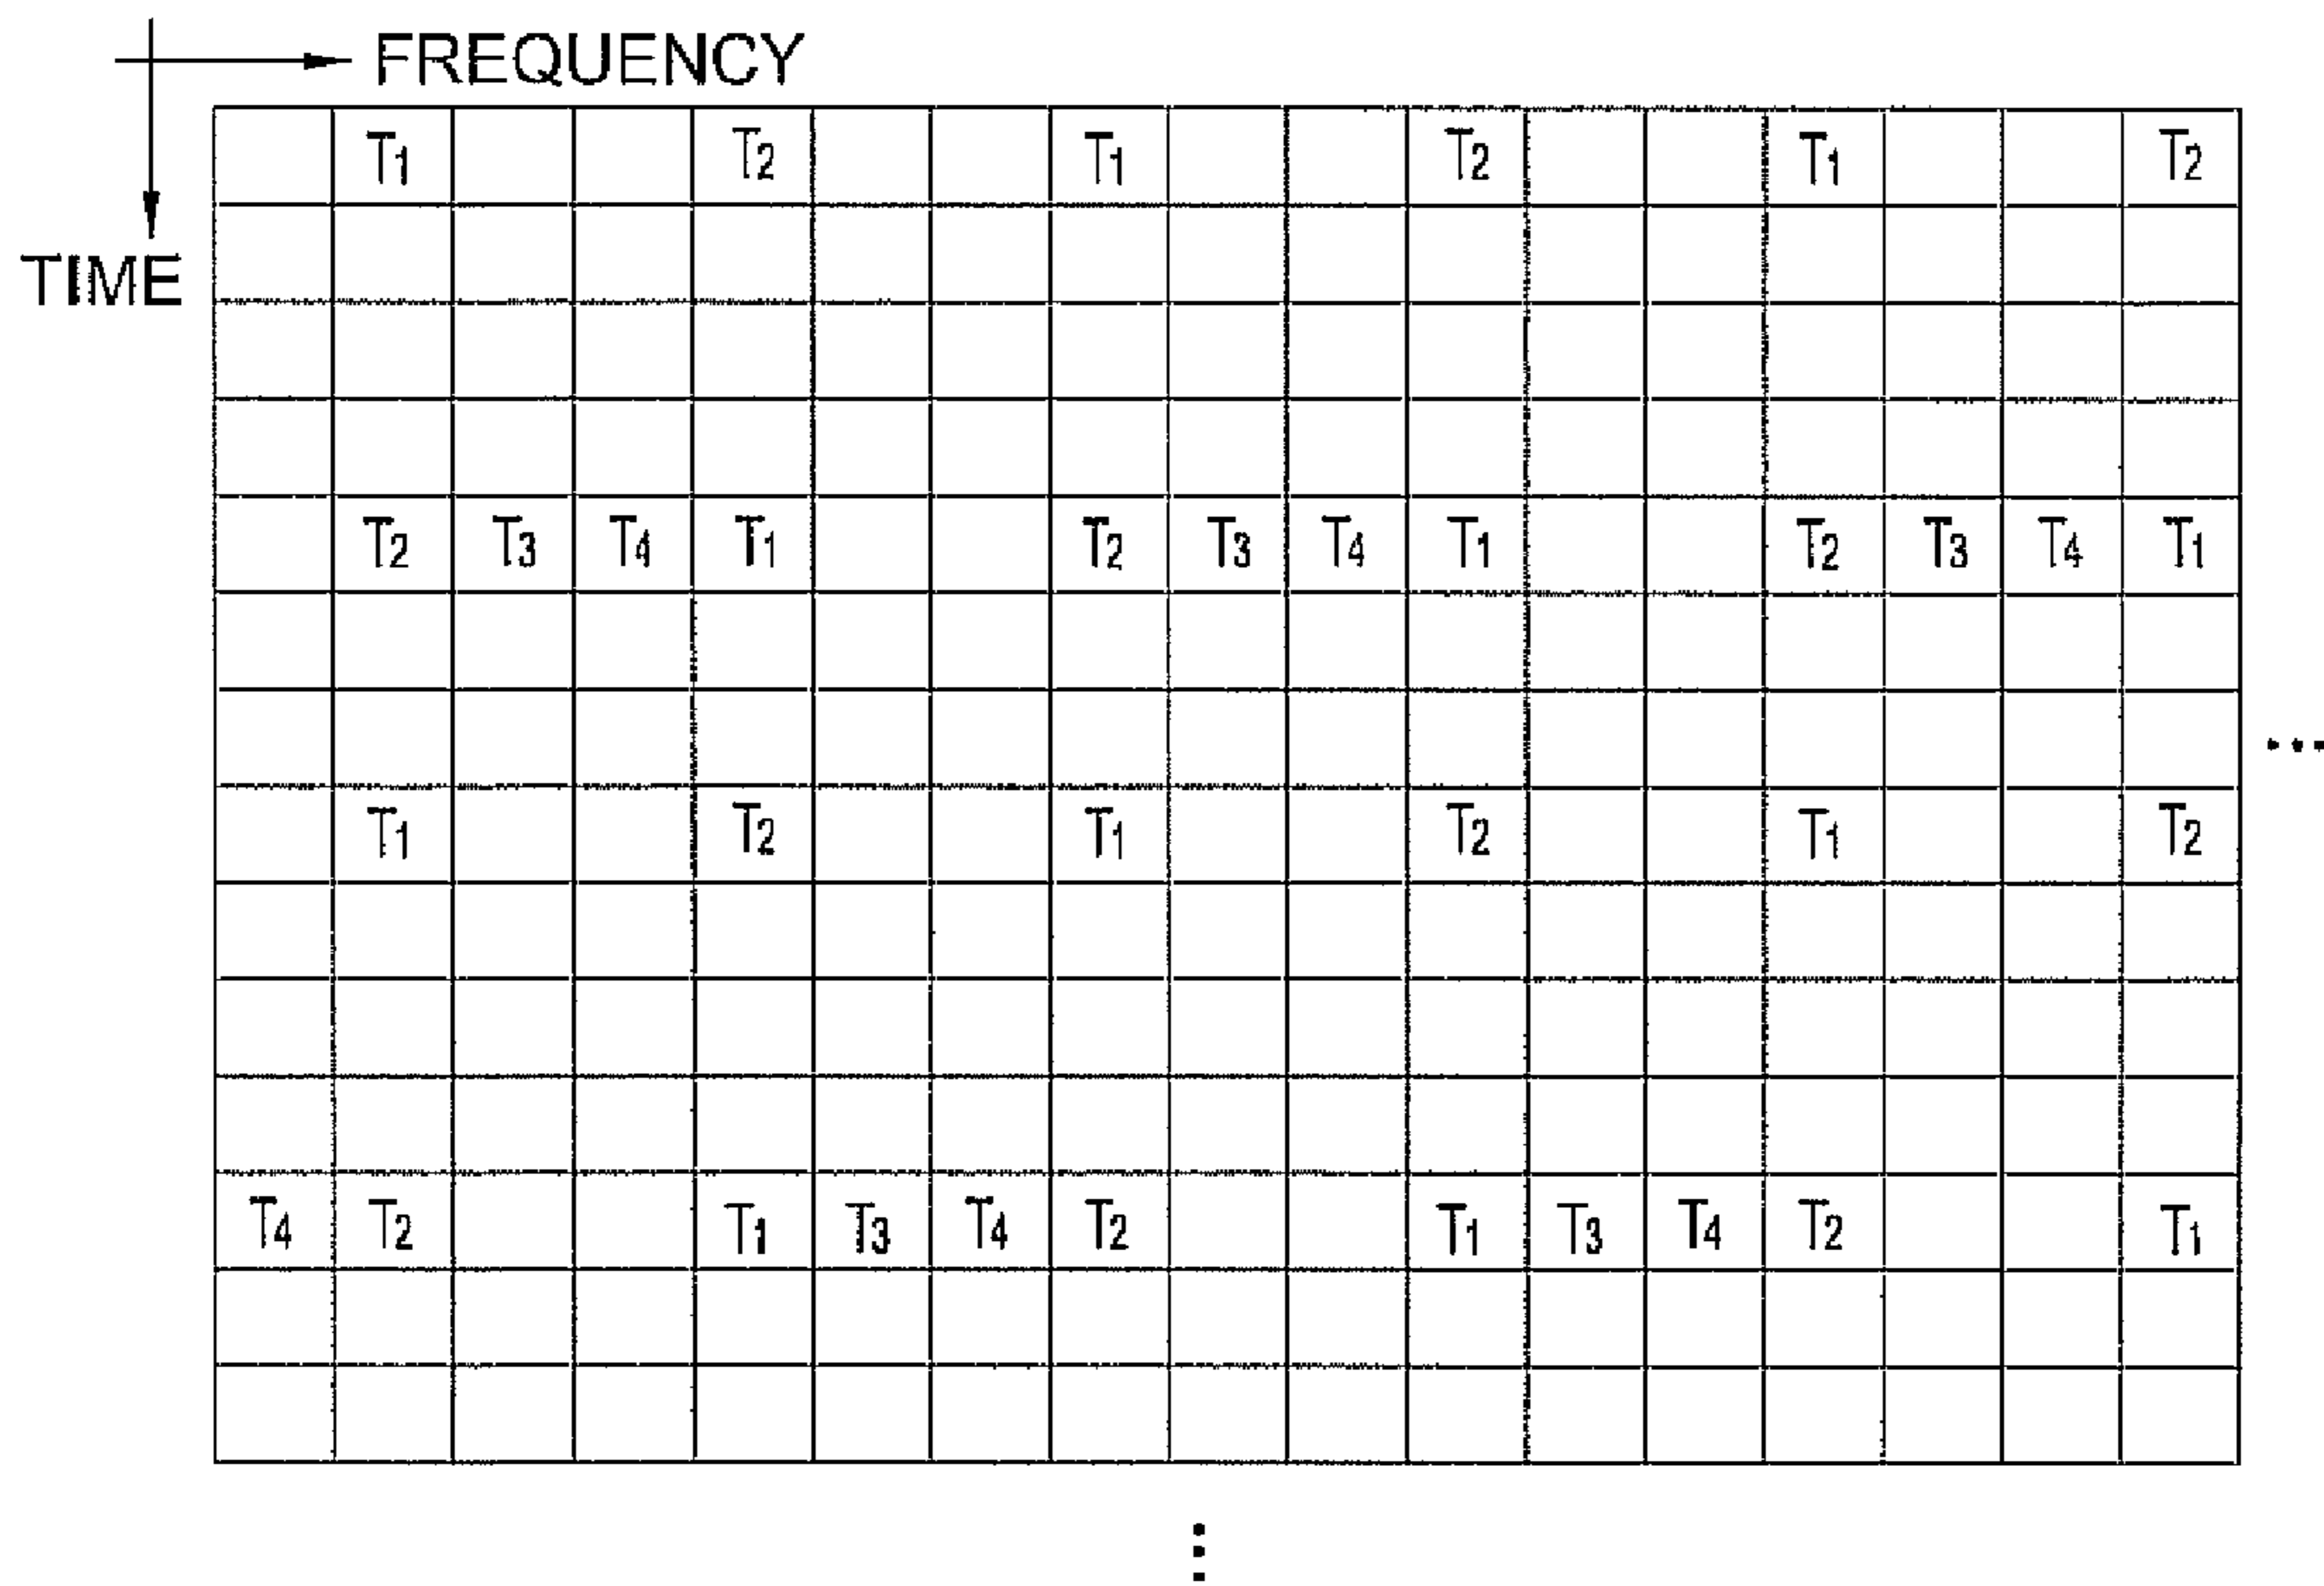 FREQUENCY
TIME
T1 T2 T1 T2 T1 T2
T2 T3 T4 T1 T2 T3 T4 T1 T2 T3 T4 T1
...
T1 T2 T1 T2 T1 T2
T4 T2 T1 T3 T4 T2 T1 T3 T4 T2 T1
⋮